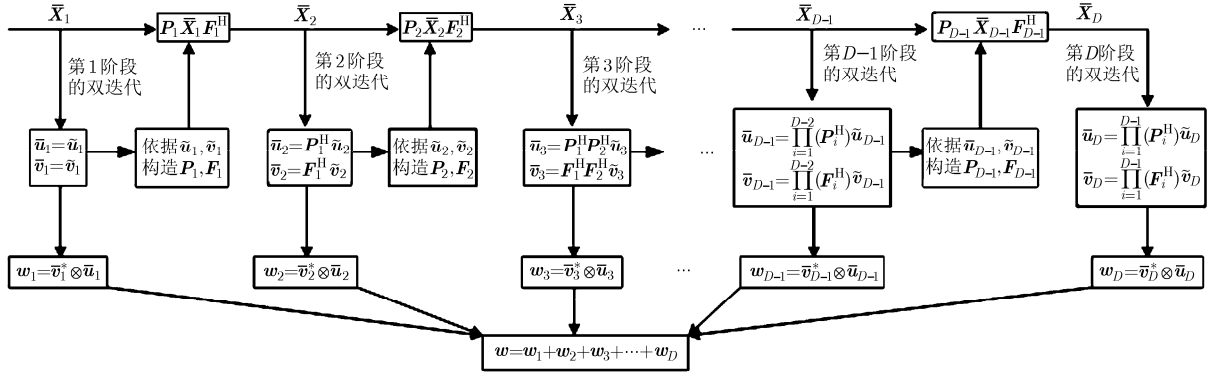 X̄₁ P₁X̄₁F₁ᴴ X̄₂ P₂X̄₂F₂ᴴ X̄₃ ··· X̄_{D−1} P_{D−1}X̄_{D−1}F_{D−1}^H X̄_D
第1阶段
的双迭代
第2阶段
的双迭代
第3阶段
的双迭代
第D−1阶段
的双迭代
第D阶段
的双迭代
ū₁=ũ₁
v̄₁=ṽ₁
依据ũ₁,ṽ₁
构造P₁,F₁
ū₂=P₁ᴴũ₂
v̄₂=F₁ᴴṽ₂
依据ũ₂,ṽ₂
构造P₂,F₂
ū₃=P₁ᴴP₂ᴴũ₃
v̄₃=F₁ᴴF₂ᴴṽ₃
···
ū_{D−1}=∏_{i=1}^{D−2}(P_i^H)ũ_{D−1}
v̄_{D−1}=∏_{i=1}^{D−2}(F_i^H)ṽ_{D−1}
依据ū_{D−1},ṽ_{D−1}
构造P_{D−1},F_{D−1}
ū_D=∏_{i=1}^{D−1}(P_i^H)ũ_D
v̄_D=∏_{i=1}^{D−1}(F_i^H)ṽ_D
w₁=v̄₁*⊗ū₁
w₂=v̄₂*⊗ū₂
w₃=v̄₃*⊗ū₃
···
w_{D−1}=v̄*_{D−1}⊗ū_{D−1}
w_D=v̄*_D⊗ū_D
w=w₁+w₂+w₃+···+w_D